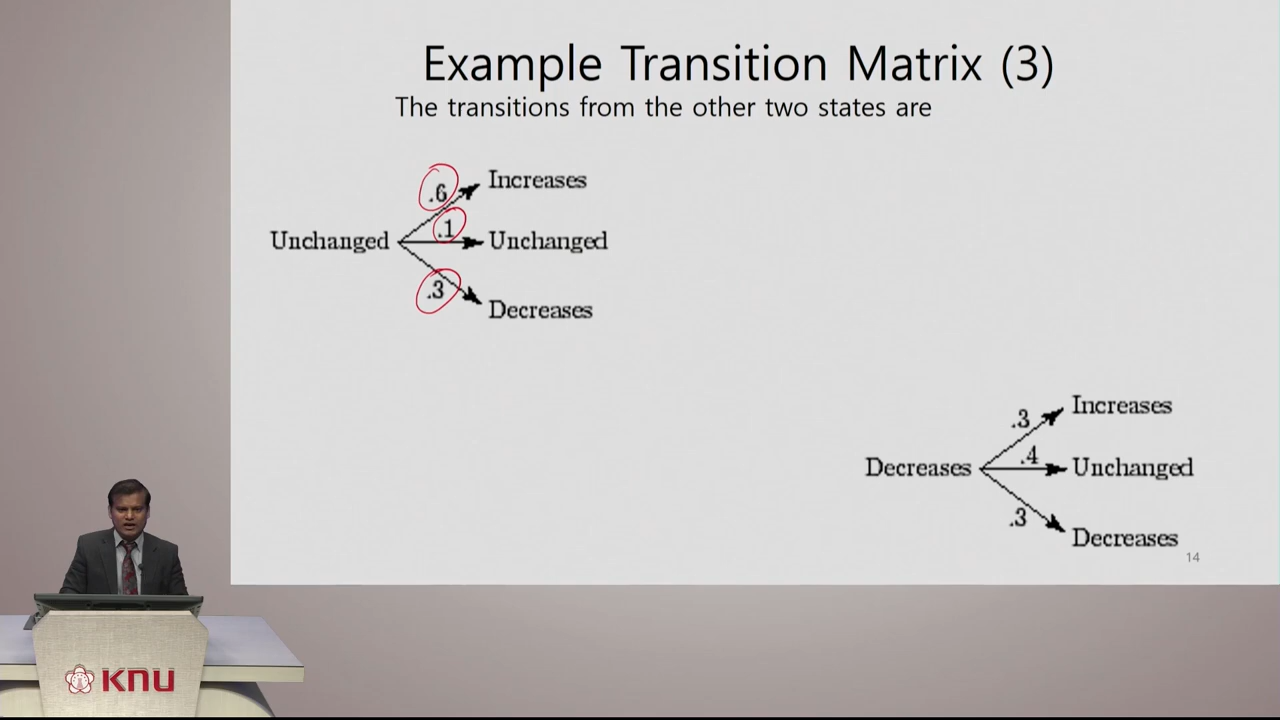 Example Transition Matrix (3)
The transitions from the other two states are
.6
Increases
.1
Unchanged
Unchanged
.3
Decreases
.3
Increases
.4
Decreases
Unchanged
.3
Decreases
14
KNU